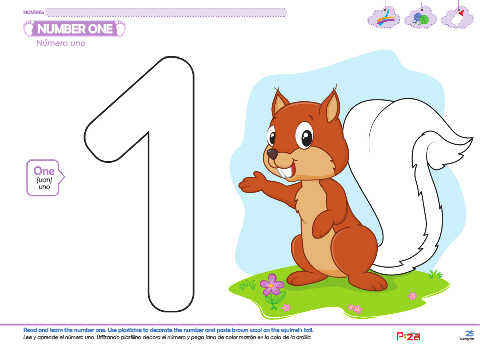 NOMBRE:
NUMBER ONE
Número uno
One
(uan)
uno
Read and learn the number one. Use plasticine to decorate the number and paste brown wool on the squirrel's tail.
Lee y aprende el número uno. Utilizando plastilina decora el número y pega lana de color marrón en la cola de la ardilla
25